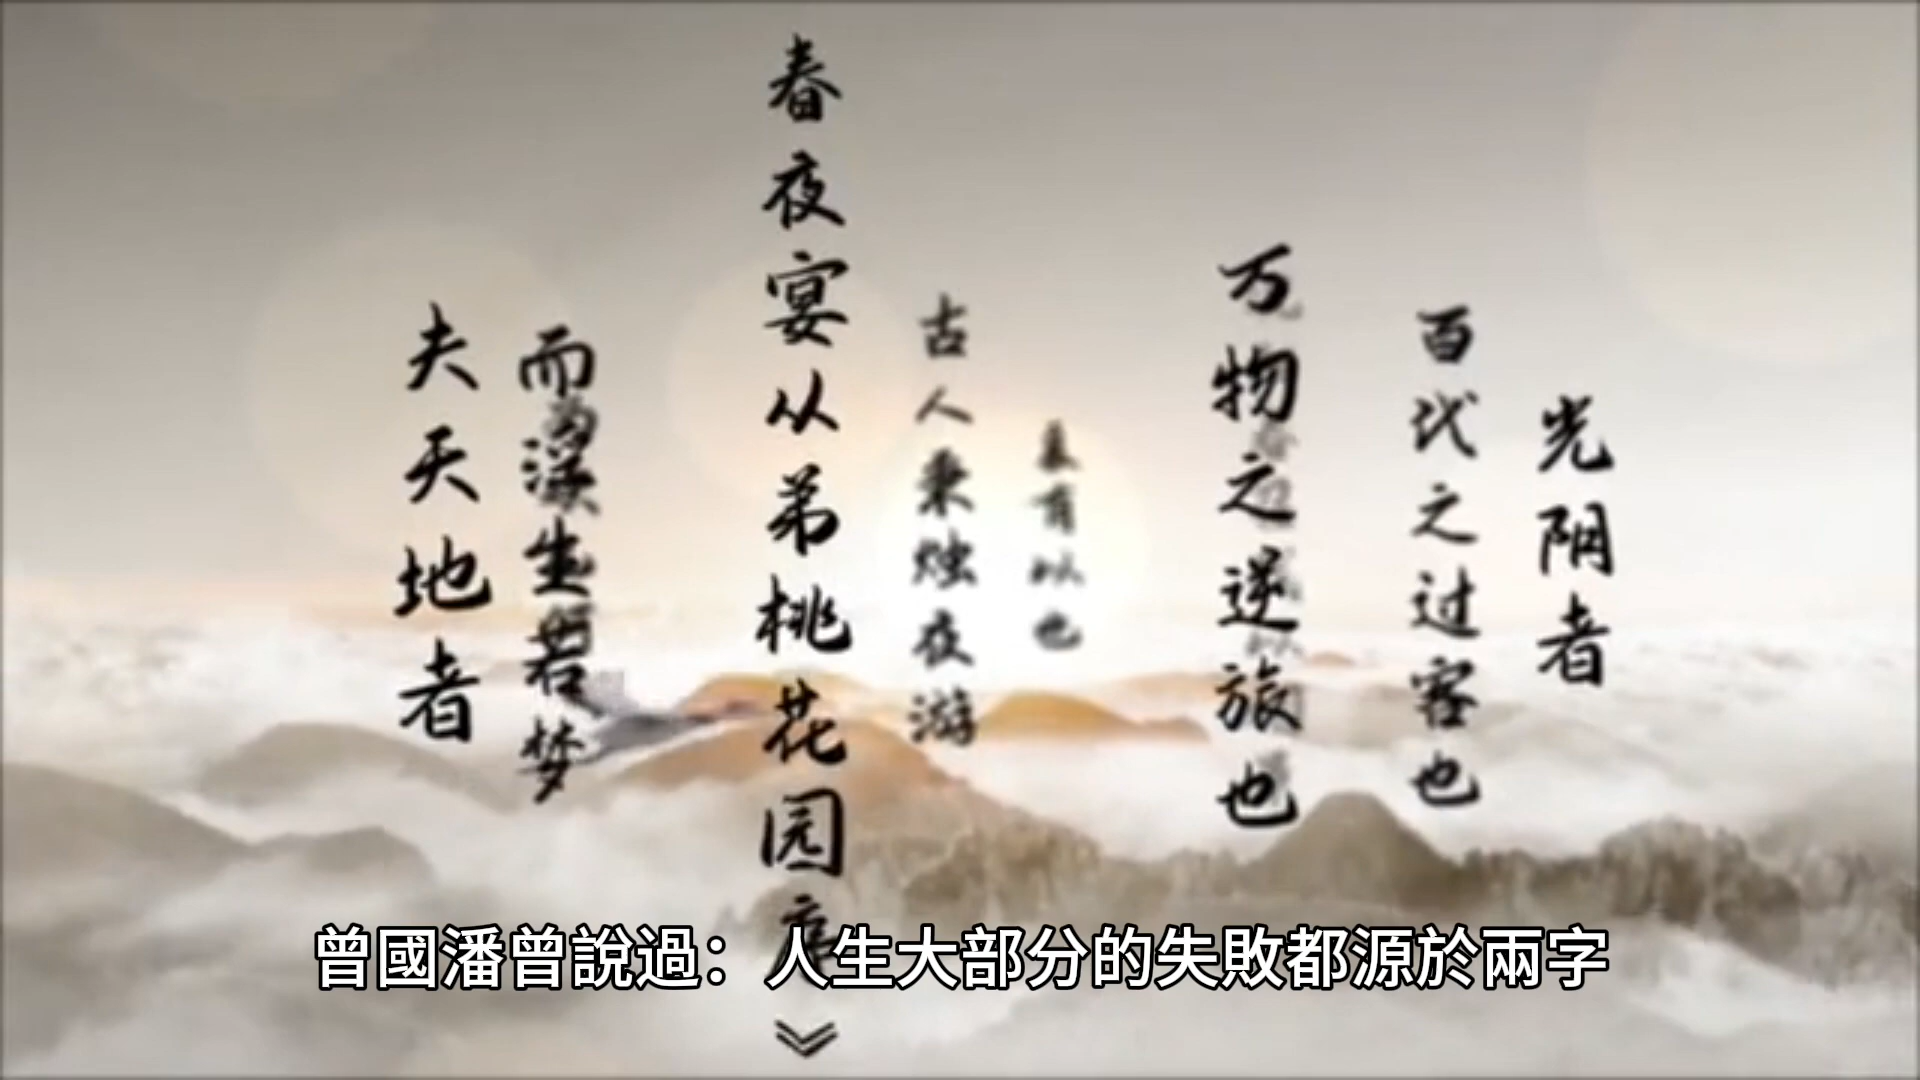 光阴者
百代之过客也
万物之逆旅也
良有以也
古人秉烛夜游
春夜宴从弟桃花园序》
而浮生若梦
夫天地者
曾國潘曾說過：人生大部分的失敗都源於兩字